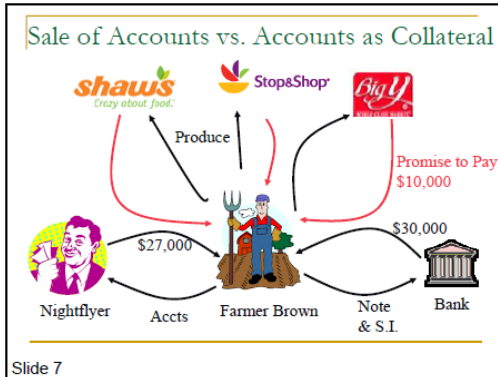 Sale of Accounts vs. Accounts as Collateral
shaw's
Crazy about food.
Stop&Shop
Big Y
WORLD CLASS MARKET
Produce
Promise to Pay
$10,000
$27,000
$30,000
Nightflyer
Accts
Farmer Brown
Note
& S.I.
Bank
Slide 7